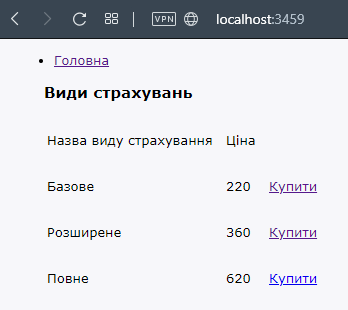 VPN localhost:3459
Головна
Види страхувань
Назва виду страхування Ціна
Базове 220 Купити
Розширене 360 Купити
Повне 620 Купити